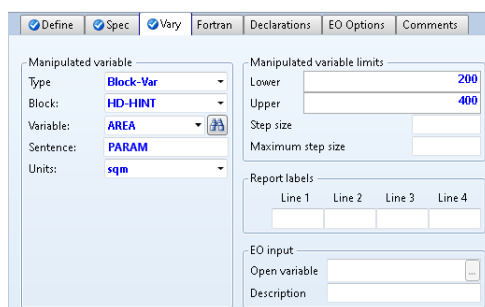 Define Spec Vary Fortran Declarations EO Options Comments
Manipulated variable
Type Block-Var
Block: HD-HINT
Variable: AREA
Sentence: PARAM
Units: sqm
Manipulated variable limits
Lower 200
Upper 400
Step size
Maximum step size
Report labels
Line 1 Line 2 Line 3 Line 4
EO input
Open variable ...
Description